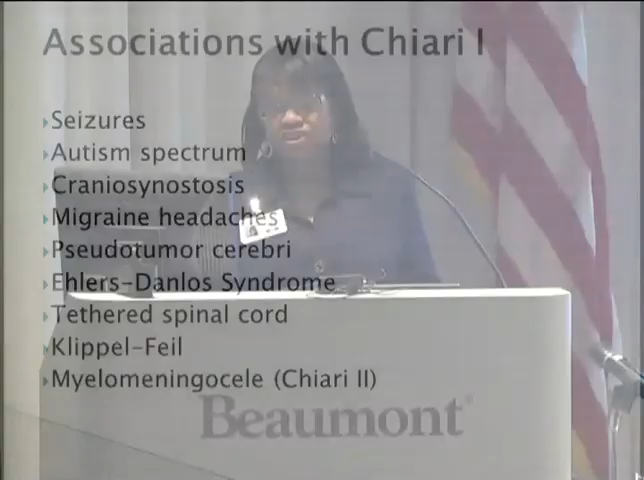 Associations with Chiari I
Seizures
Autism spectrum
Craniosynostosis
Migraine headaches
Pseudotumor cerebri
Ehlers-Danlos Syndrome
Tethered spinal cord
Klippel-Feil
Myelomeningocele (Chiari II)
Beaumont